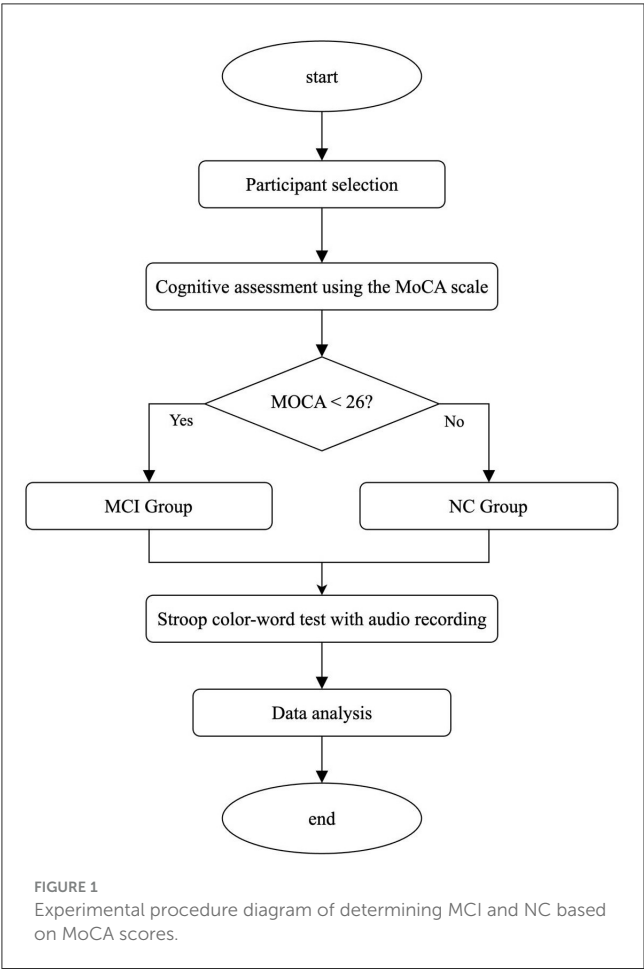 start
Participant selection
Cognitive assessment using the MoCA scale
MOCA < 26?
Yes
No
MCI Group
NC Group
Stroop color-word test with audio recording
Data analysis
end
FIGURE 1
Experimental procedure diagram of determining MCI and NC based
on MoCA scores.